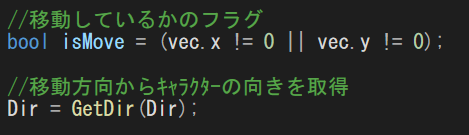 //移動しているかのフラグ
bool isMove = (vec.x != 0 || vec.y != 0);
//移動方向からｷｬﾗｸﾀｰの向きを取得
Dir = GetDir(Dir);